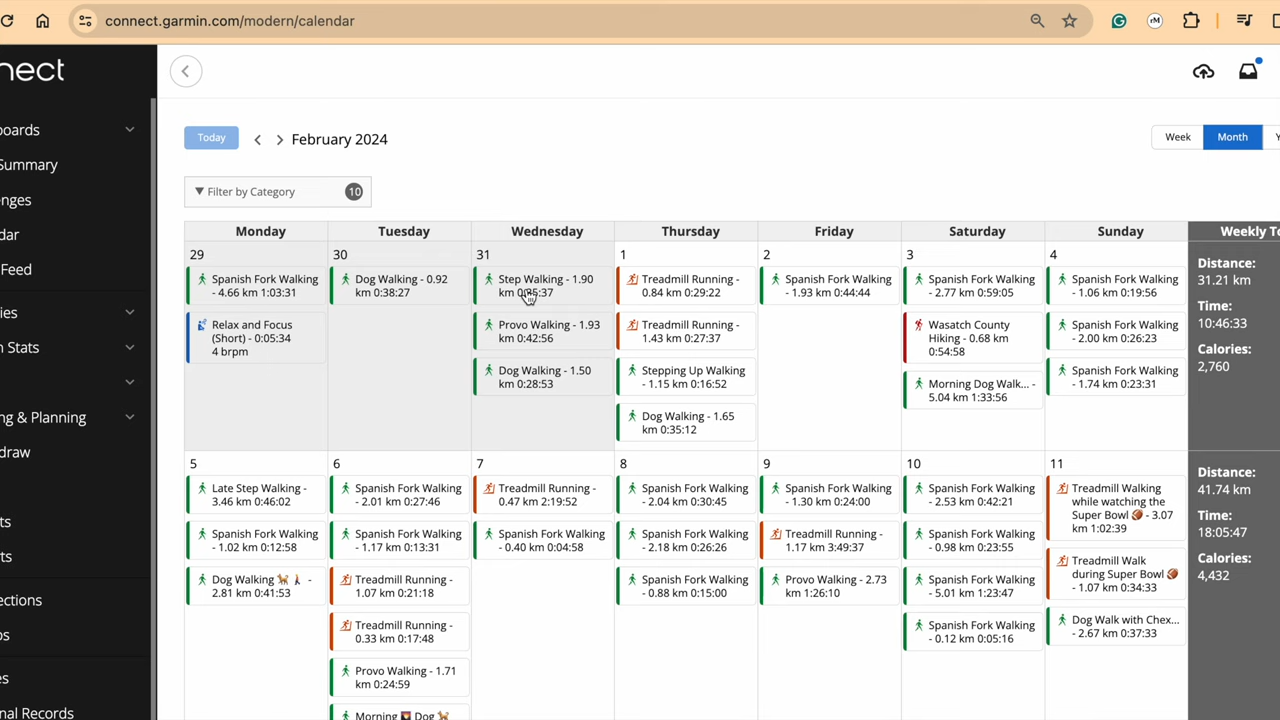 connect.garmin.com/modern/calendar
rM
nnect
boards
Summary
enges
dar
Feed
ies
n Stats
ng & Planning
draw
ts
ts
ections
s
es
nal Records
Today
February 2024
Week
Month
Y
Filter by Category
10
Monday
Tuesday
Wednesday
Thursday
Friday
Saturday
Sunday
Weekly To
29
Spanish Fork Walking
- 4.66 km 1:03:31
Relax and Focus
(Short) - 0:05:34
4 brpm
30
Dog Walking - 0.92
km 0:38:27
31
Step Walking - 1.90
km 0:35:37
Provo Walking - 1.93
km 0:42:56
Dog Walking - 1.50
km 0:28:53
1
Treadmill Running -
0.84 km 0:29:22
Treadmill Running -
1.43 km 0:27:37
Stepping Up Walking
- 1.15 km 0:16:52
Dog Walking - 1.65
km 0:35:12
2
Spanish Fork Walking
- 1.93 km 0:44:44
3
Spanish Fork Walking
- 2.77 km 0:59:05
Wasatch County
Hiking - 0.68 km
0:54:58
Morning Dog Walk... -
5.04 km 1:33:56
4
Spanish Fork Walking
- 1.06 km 0:19:56
Spanish Fork Walking
- 2.00 km 0:26:23
Spanish Fork Walking
- 1.74 km 0:23:31
Distance:
31.21 km
Time:
10:46:33
Calories:
2,760
5
Late Step Walking -
3.46 km 0:46:02
Spanish Fork Walking
- 1.02 km 0:12:58
Dog Walking 🐕 🚶 -
2.81 km 0:41:53
6
Spanish Fork Walking
- 2.01 km 0:27:46
Spanish Fork Walking
- 1.17 km 0:13:31
Treadmill Running -
1.07 km 0:21:18
Treadmill Running -
0.33 km 0:17:48
Provo Walking - 1.71
km 0:24:59
Morning 🌄 Dog 🐕
7
Treadmill Running -
0.47 km 2:19:52
Spanish Fork Walking
- 0.40 km 0:04:58
8
Spanish Fork Walking
- 2.04 km 0:30:45
Spanish Fork Walking
- 2.18 km 0:26:26
Spanish Fork Walking
- 0.88 km 0:15:00
9
Spanish Fork Walking
- 1.30 km 0:24:00
Treadmill Running -
1.17 km 3:49:37
Provo Walking - 2.73
km 1:26:10
10
Spanish Fork Walking
- 2.53 km 0:42:21
Spanish Fork Walking
- 0.98 km 0:23:55
Spanish Fork Walking
- 5.01 km 1:23:47
Spanish Fork Walking
- 0.12 km 0:05:16
11
Treadmill Walking
while watching the
Super Bowl 🏈 - 3.07
km 1:02:39
Treadmill Walk
during Super Bowl 🏈
- 1.07 km 0:34:33
Dog Walk with Chex...
- 2.67 km 0:37:33
Distance:
41.74 km
Time:
18:05:47
Calories:
4,432